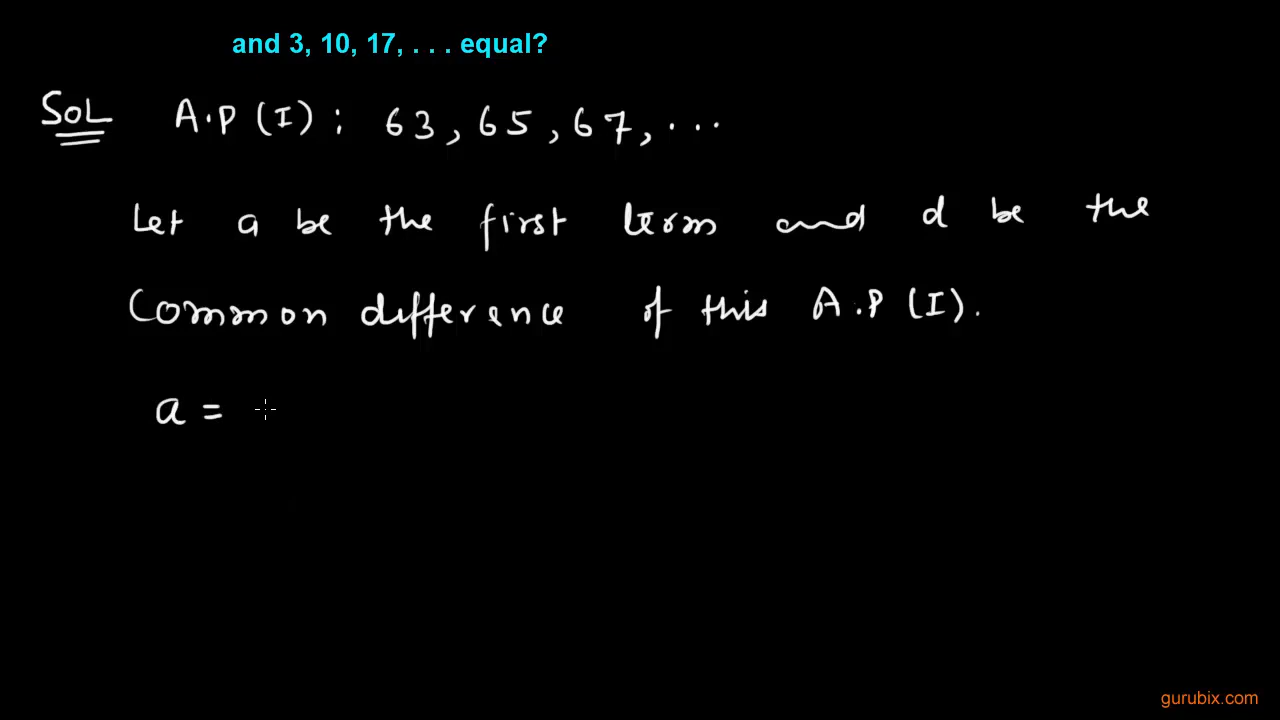 and 3, 10, 17, . . . equal?
SOL A.P (I) : 63, 65, 67, ...
Let a be the first term and d be the
Common difference of this A.P (I).
a =
gurubix.com